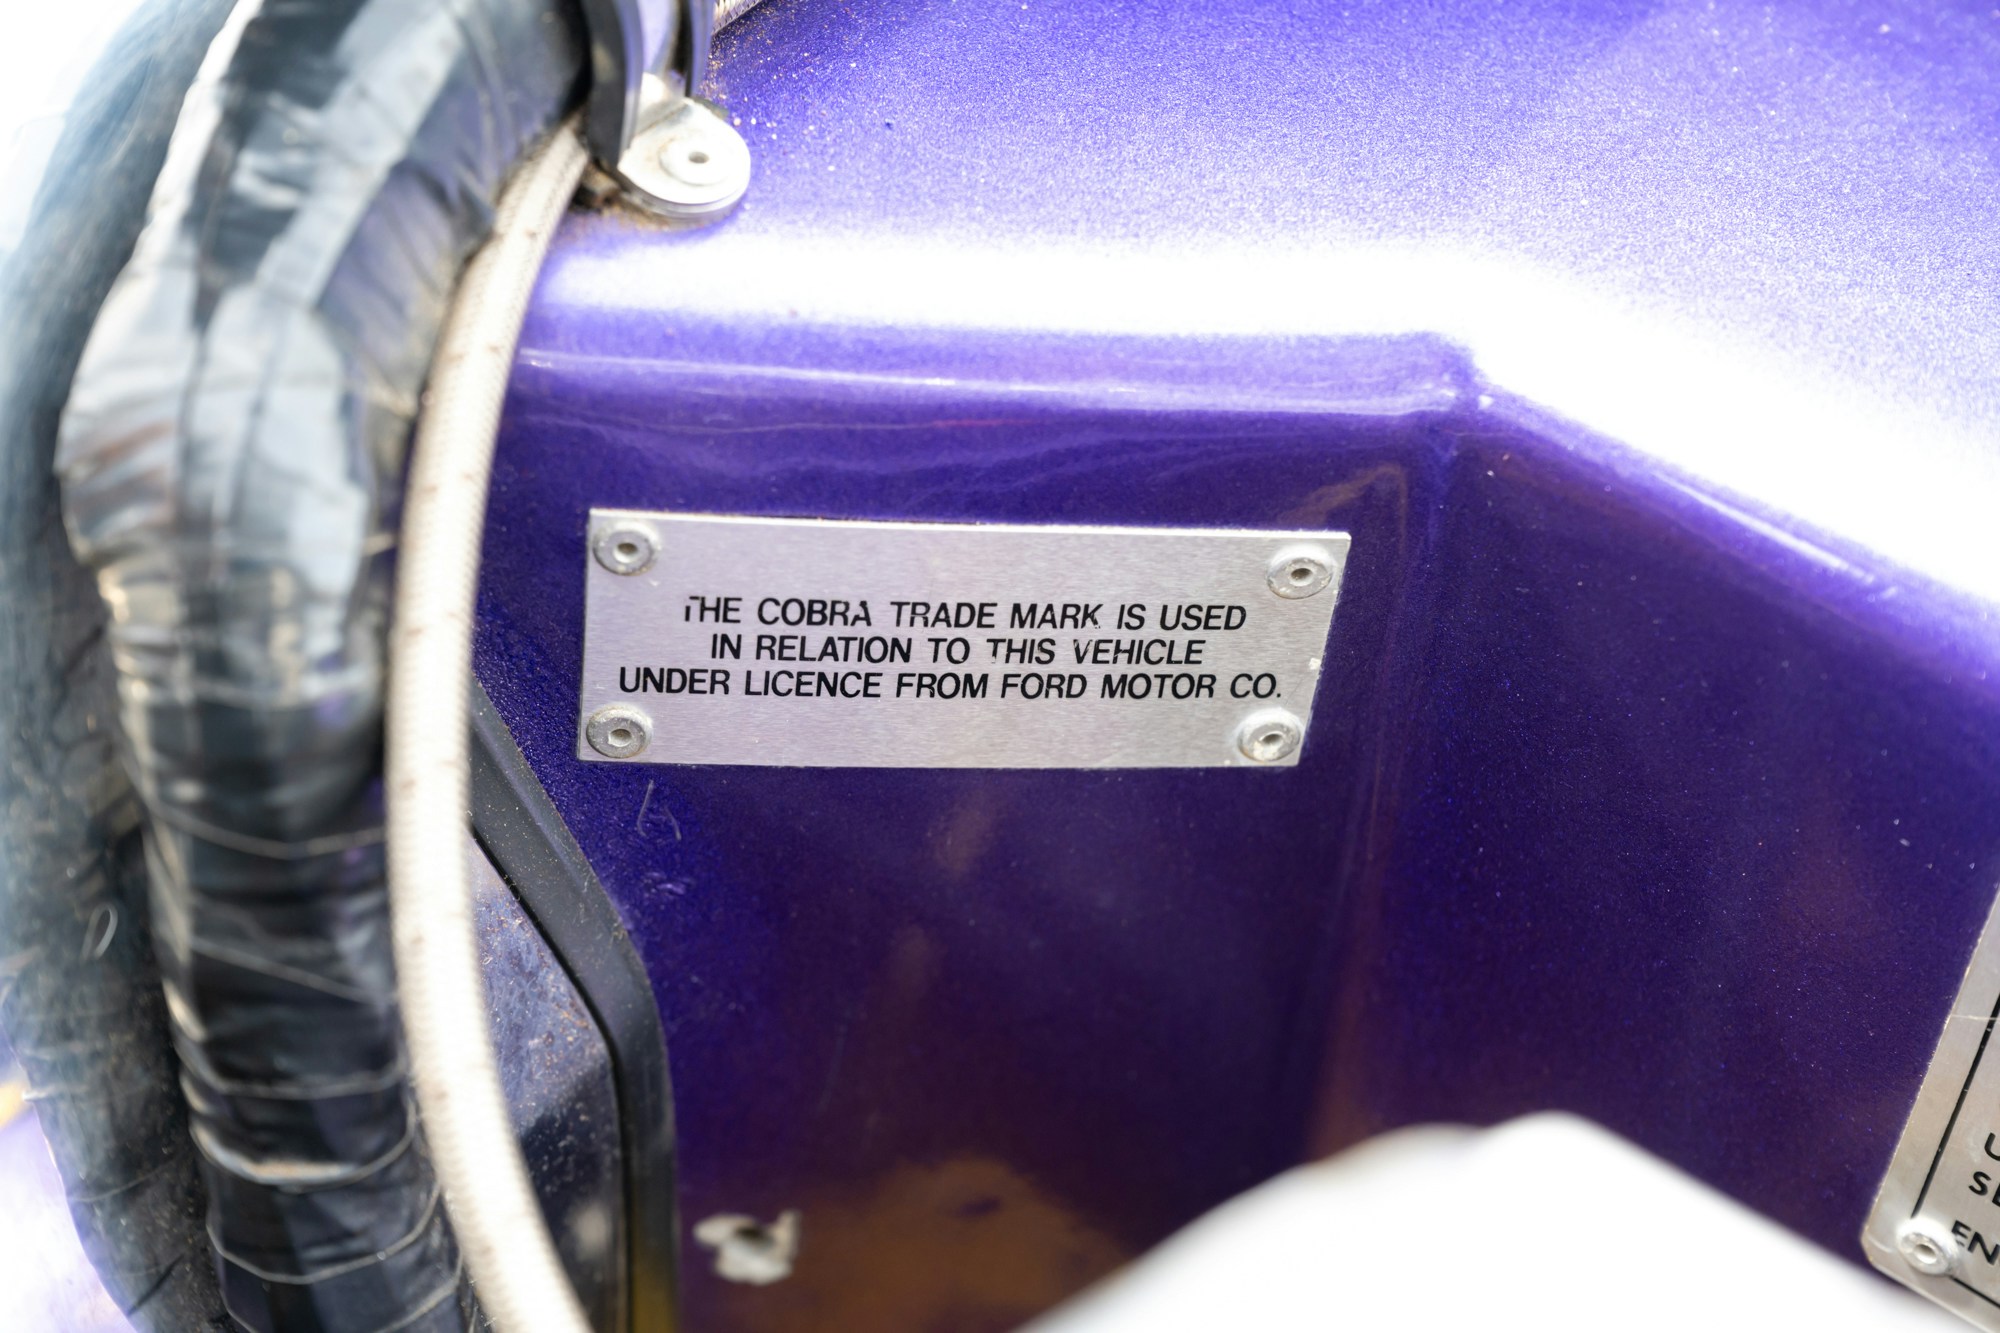 THE COBRA TRADE MARK IS USED
IN RELATION TO THIS VEHICLE
UNDER LICENCE FROM FORD MOTOR CO.